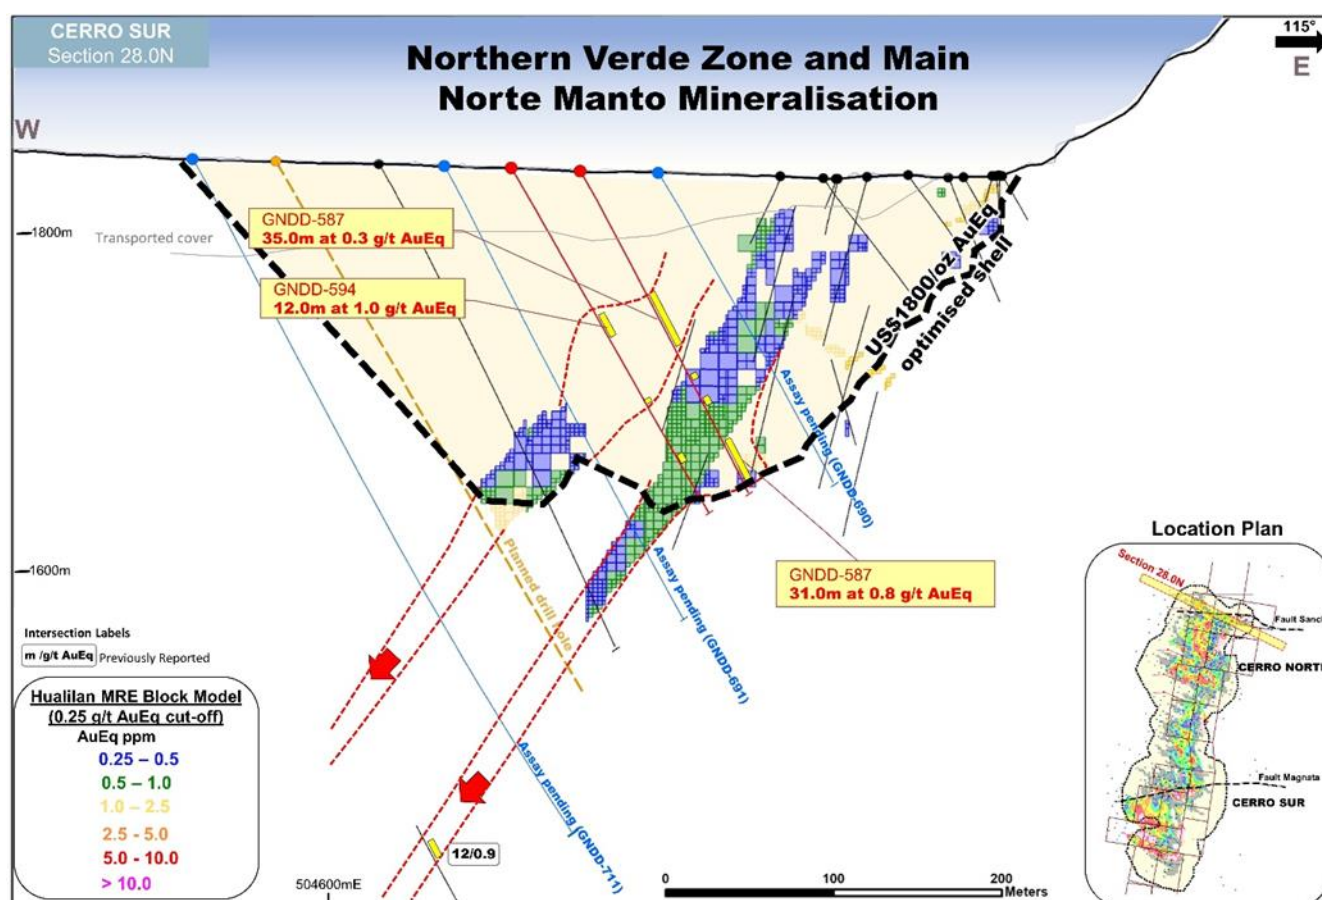 CERRO SUR
Section 28.0N
Northern Verde Zone and Main
Norte Manto Mineralisation
115°
E
W
1800m
Transported cover
GNDD-587
35.0m at 0.3 g/t AuEq
GNDD-594
12.0m at 1.0 g/t AuEq
US$1800/oz AuEq
optimised shell
Assay pending (GNDD-690)
Assay pending (GNDD-691)
Assay pending (GNDD-711)
Planned drill hole
GNDD-587
31.0m at 0.8 g/t AuEq
1600m
Intersection Labels
m /g/t AuEq Previously Reported
Hualilan MRE Block Model
(0.25 g/t AuEq cut-off)
AuEq ppm
0.25 – 0.5
0.5 – 1.0
1.0 – 2.5
2.5 - 5.0
5.0 - 10.0
> 10.0
12/0.9
504600mE
0 100 200
Meters
Location Plan
Section 28.0N
Fault Sanch
CERRO NORTE
Fault Magnata
CERRO SUR